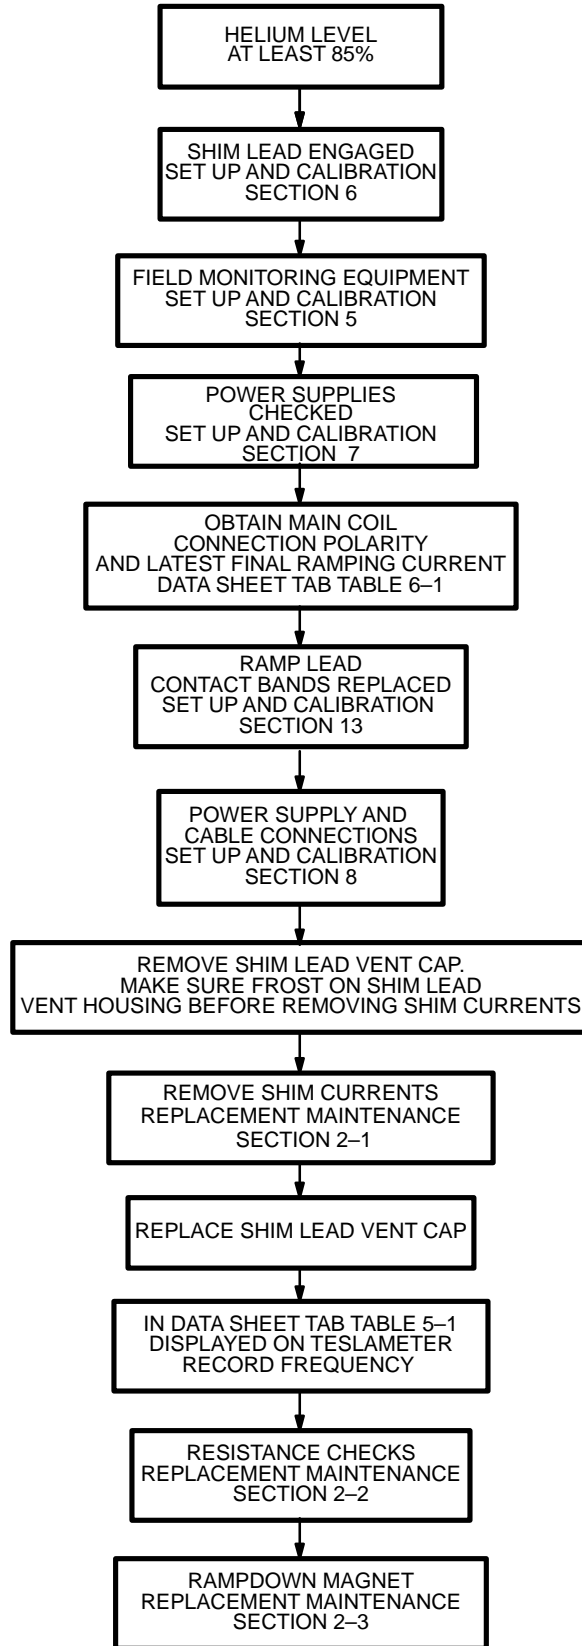 HELIUM LEVEL
AT LEAST 85%
SHIM LEAD ENGAGED
SET UP AND CALIBRATION
SECTION 6
FIELD MONITORING EQUIPMENT
SET UP AND CALIBRATION
SECTION 5
POWER SUPPLIES
CHECKED
SET UP AND CALIBRATION
SECTION 7
OBTAIN MAIN COIL
CONNECTION POLARITY
AND LATEST FINAL RAMPING CURRENT
DATA SHEET TAB TABLE 6–1
RAMP LEAD
CONTACT BANDS REPLACED
SET UP AND CALIBRATION
SECTION 13
POWER SUPPLY AND
CABLE CONNECTIONS
SET UP AND CALIBRATION
SECTION 8
REMOVE SHIM LEAD VENT CAP.
MAKE SURE FROST ON SHIM LEAD
VENT HOUSING BEFORE REMOVING SHIM CURRENTS
REMOVE SHIM CURRENTS
REPLACEMENT MAINTENANCE
SECTION 2–1
REPLACE SHIM LEAD VENT CAP
IN DATA SHEET TAB TABLE 5–1
DISPLAYED ON TESLAMETER
RECORD FREQUENCY
RESISTANCE CHECKS
REPLACEMENT MAINTENANCE
SECTION 2–2
RAMPDOWN MAGNET
REPLACEMENT MAINTENANCE
SECTION 2–3